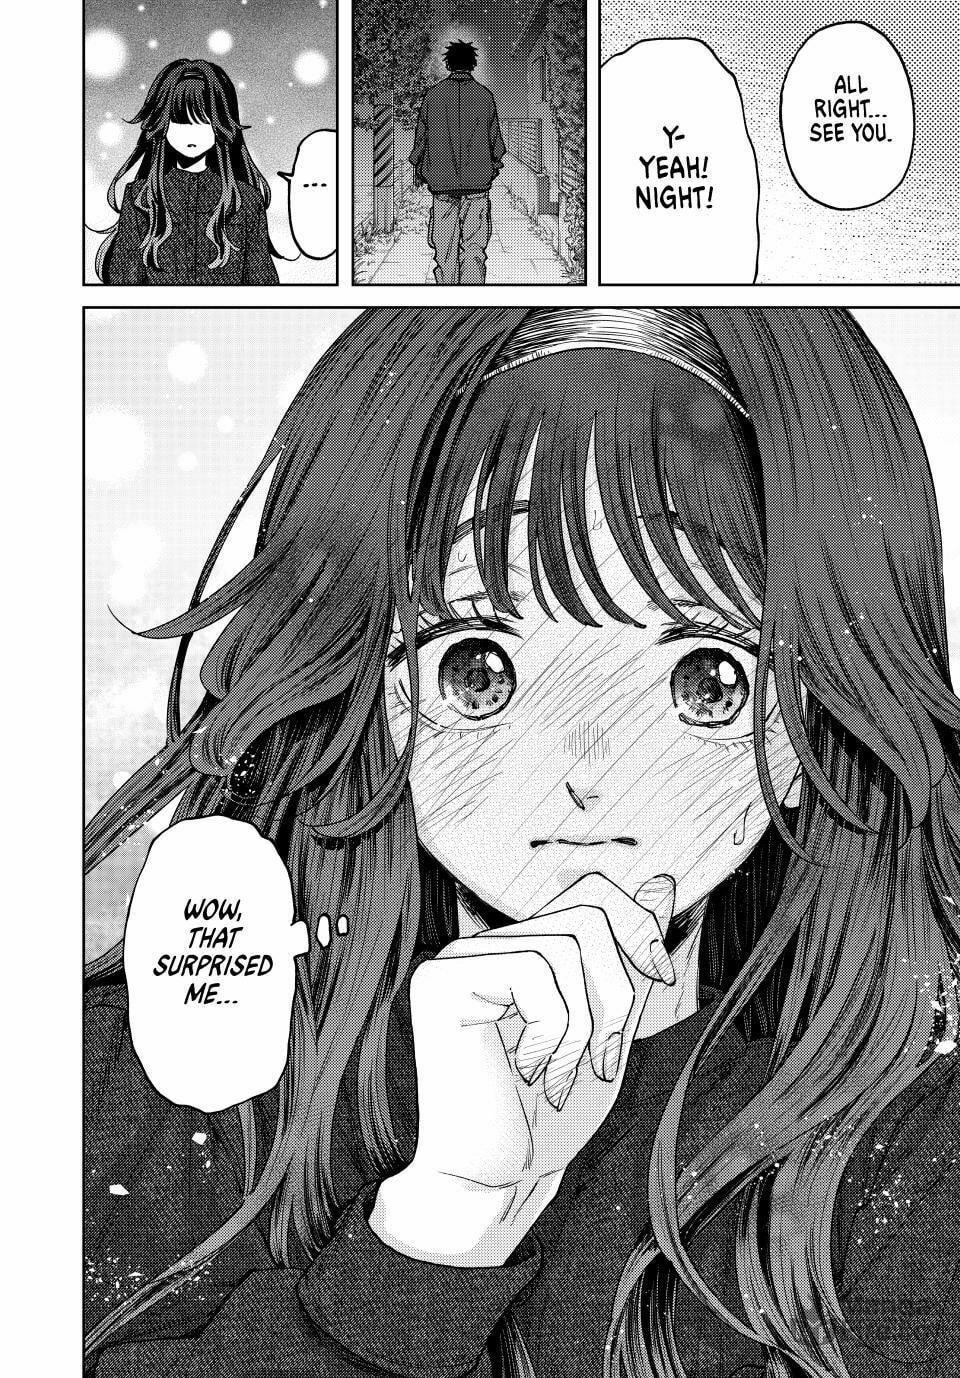 ALL
RIGHT...
SEE YOU.
Y-
YEAH!
NIGHT!
...
WOW,
THAT
SURPRISED
ME...